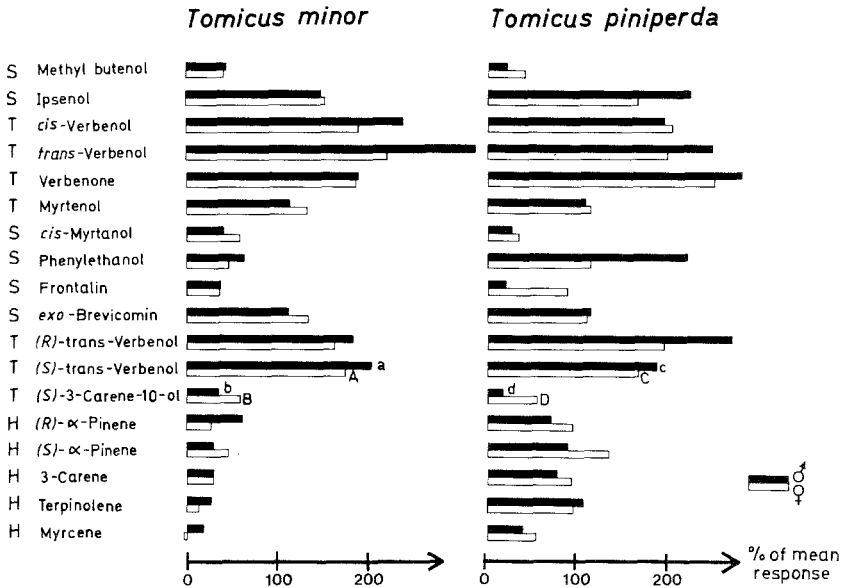 Tomicus minor Tomicus piniperda
S Methyl butenol
S Ipsenol
T cis-Verbenol
T trans-Verbenol
T Verbenone
T Myrtenol
S cis-Myrtanol
S Phenylethanol
S Frontalin
S exo-Brevicomin
T (R)-trans-Verbenol
T (S)-trans-Verbenol a A c C
T (S)-3-Carene-10-ol b B d D
H (R)-α-Pinene
H (S)-α-Pinene
H 3-Carene
H Terpinolene
H Myrcene
♂
♀
0 100 200 0 100 200
% of mean
response